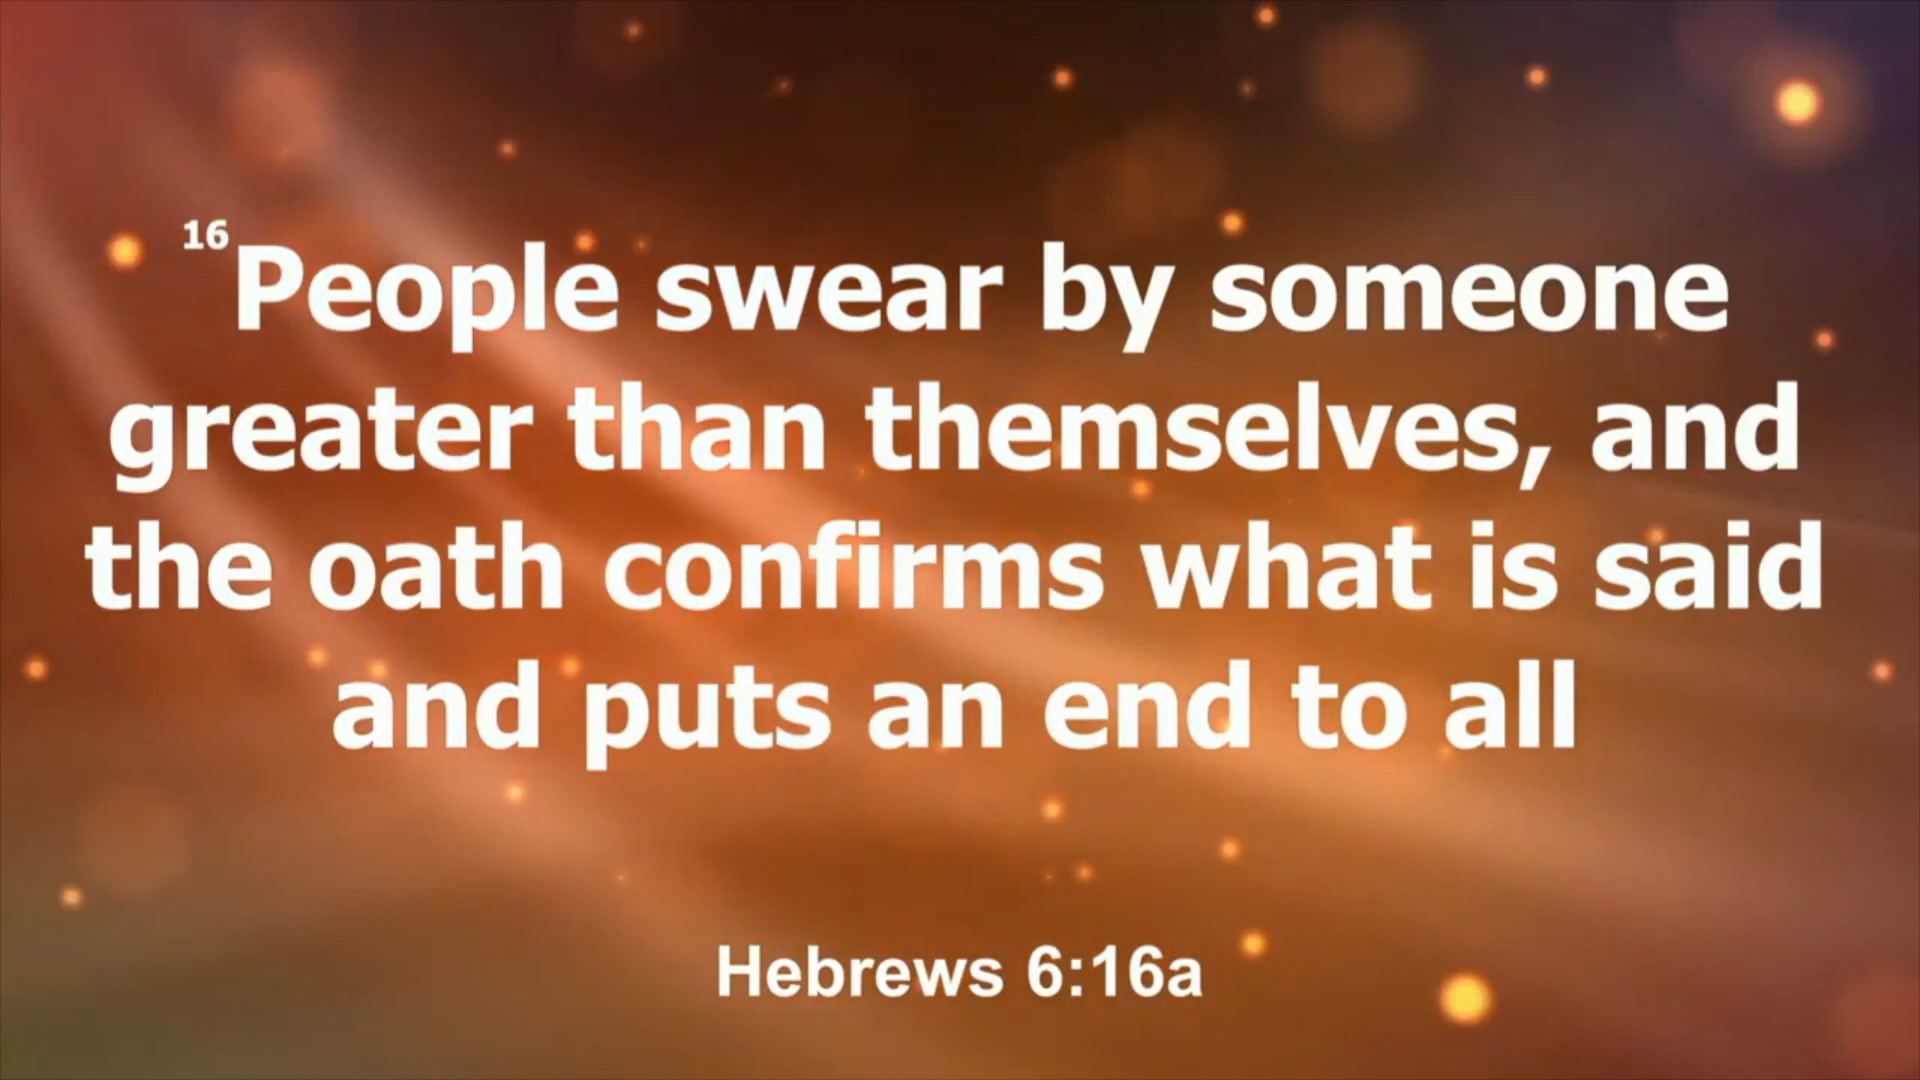 16 People swear by someone
greater than themselves, and
the oath confirms what is said
and puts an end to all
Hebrews 6:16a